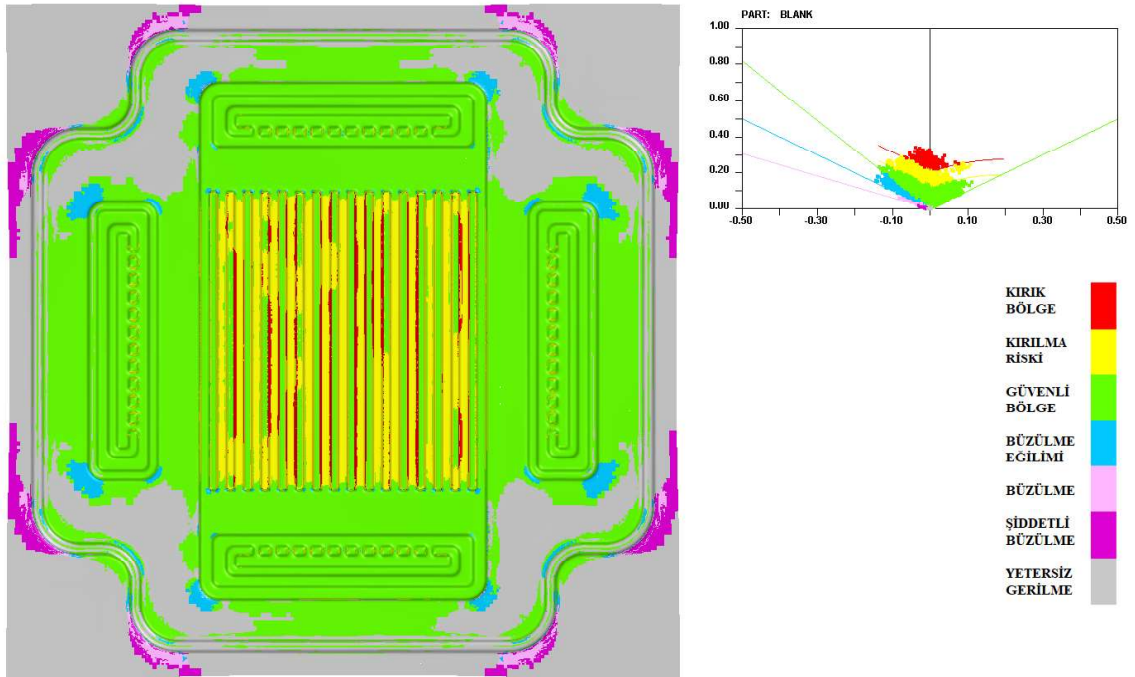 PART: BLANK
1.00
0.80
0.60
0.40
0.20
0.00
-0.50
-0.30
-0.10
0.10
0.30
0.50
KIRIK
BÖLGE
KIRILMA
RİSKİ
GÜVENLİ
BÖLGE
BÜZÜLME
EĞİLİMİ
BÜZÜLME
ŞİDDETLİ
BÜZÜLME
YETERSİZ
GERİLME